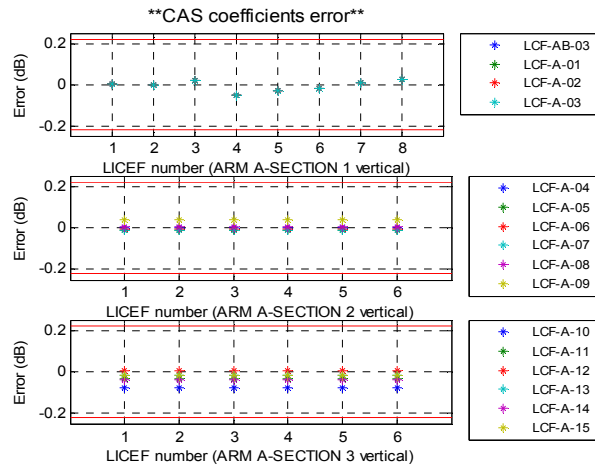 **CAS coefficients error**
0.2
0
-0.2
Error (dB)
1 2 3 4 5 6 7 8
LICEF number (ARM A-SECTION 1 vertical)
LCF-AB-03
LCF-A-01
LCF-A-02
LCF-A-03
0.2
0
-0.2
Error (dB)
1 2 3 4 5 6
LICEF number (ARM A-SECTION 2 vertical)
LCF-A-04
LCF-A-05
LCF-A-06
LCF-A-07
LCF-A-08
LCF-A-09
0.2
0
-0.2
Error (dB)
1 2 3 4 5 6
LICEF number (ARM A-SECTION 3 vertical)
LCF-A-10
LCF-A-11
LCF-A-12
LCF-A-13
LCF-A-14
LCF-A-15